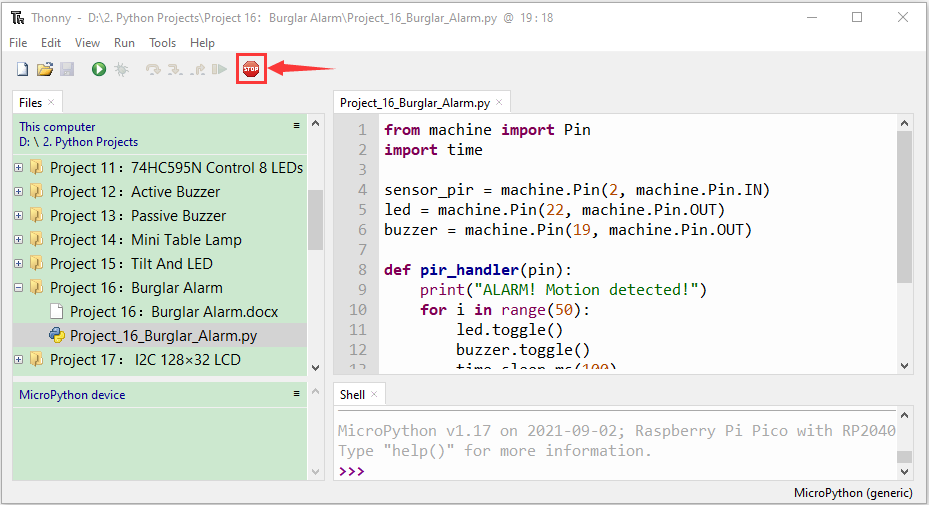 Thonny - D:\2. Python Projects\Project 16：Burglar Alarm\Project_16_Burglar_Alarm.py @ 19 : 18
File Edit View Run Tools Help
STOP
Files ×
This computer
D: \ 2. Python Projects
Project 11：74HC595N Control 8 LEDs
Project 12：Active Buzzer
Project 13：Passive Buzzer
Project 14：Mini Table Lamp
Project 15：Tilt And LED
Project 16：Burglar Alarm
Project 16：Burglar Alarm.docx
Project_16_Burglar_Alarm.py
Project 17： I2C 128×32 LCD
MicroPython device
Project_16_Burglar_Alarm.py ×
1 from machine import Pin
2 import time
3
4 sensor_pir = machine.Pin(2, machine.Pin.IN)
5 led = machine.Pin(22, machine.Pin.OUT)
6 buzzer = machine.Pin(19, machine.Pin.OUT)
7
8 def pir_handler(pin):
9 print("ALARM! Motion detected!")
10 for i in range(50):
11 led.toggle()
12 buzzer.toggle()
13 time.sleep_ms(100)
Shell ×
MicroPython v1.17 on 2021-09-02; Raspberry Pi Pico with RP2040
Type "help()" for more information.
>>>
MicroPython (generic)